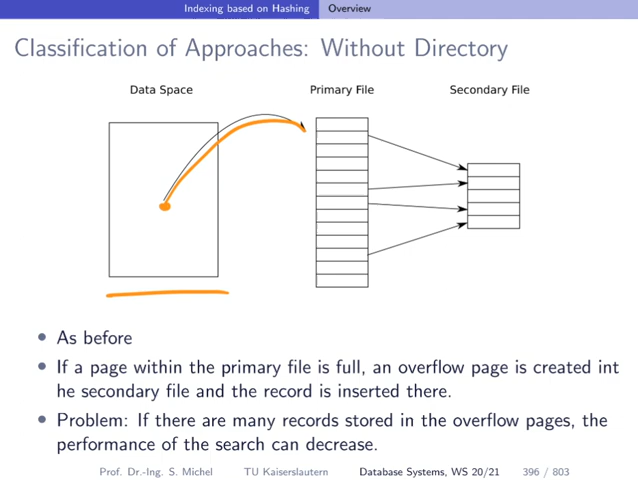 Indexing based on Hashing Overview
Classification of Approaches: Without Directory
Data Space Primary File Secondary File
• As before
• If a page within the primary file is full, an overflow page is created int
he secondary file and the record is inserted there.
• Problem: If there are many records stored in the overflow pages, the
performance of the search can decrease.
Prof. Dr.-Ing. S. Michel TU Kaiserslautern Database Systems, WS 20/21 396 / 803